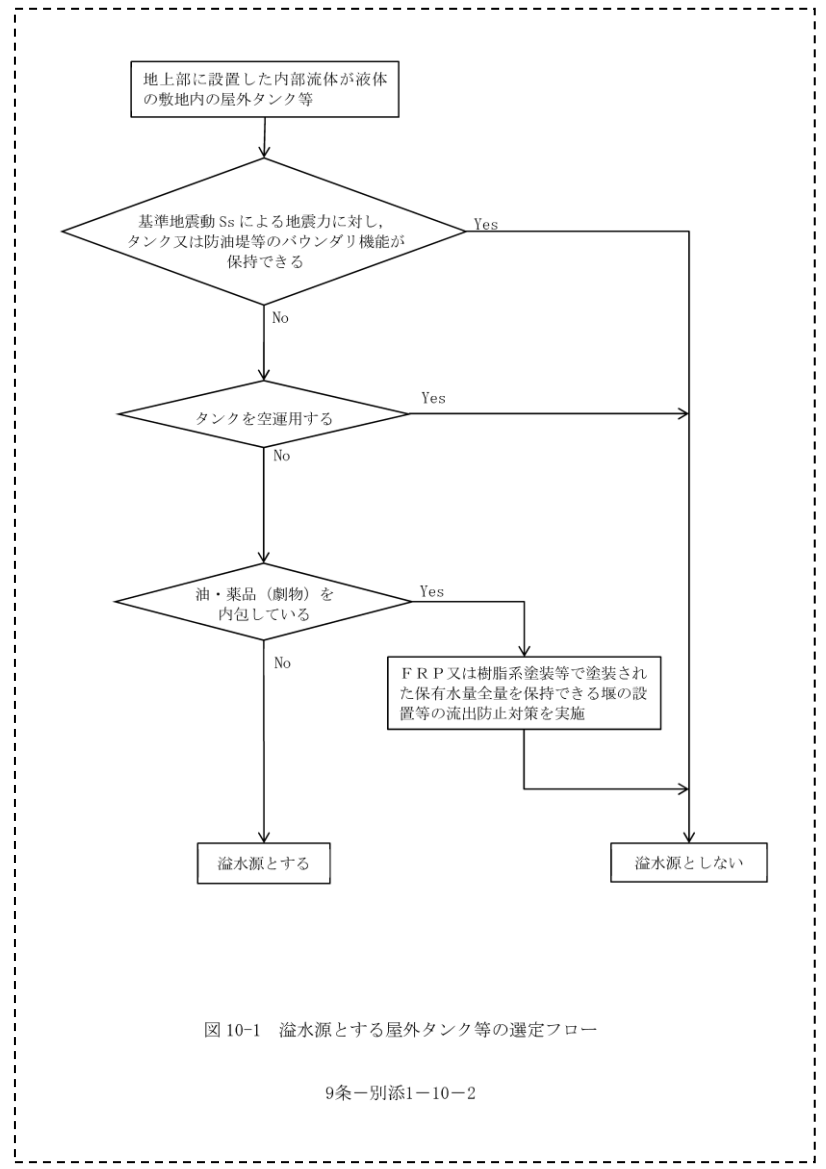 地上部に設置した内部流体が液体
の敷地内の屋外タンク等
基準地震動 Ss による地震力に対し，
タンク又は防油堤等のバウンダリ機能が
保持できる
Yes
No
タンクを空運用する
Yes
No
油・薬品（劇物）を
内包している
Yes
No
ＦＲＰ又は樹脂系塗装等で塗装され
た保有水量全量を保持できる堰の設
置等の流出防止対策を実施
溢水源とする
溢水源としない
図 10-1　溢水源とする屋外タンク等の選定フロー
9条－別添1－10－2